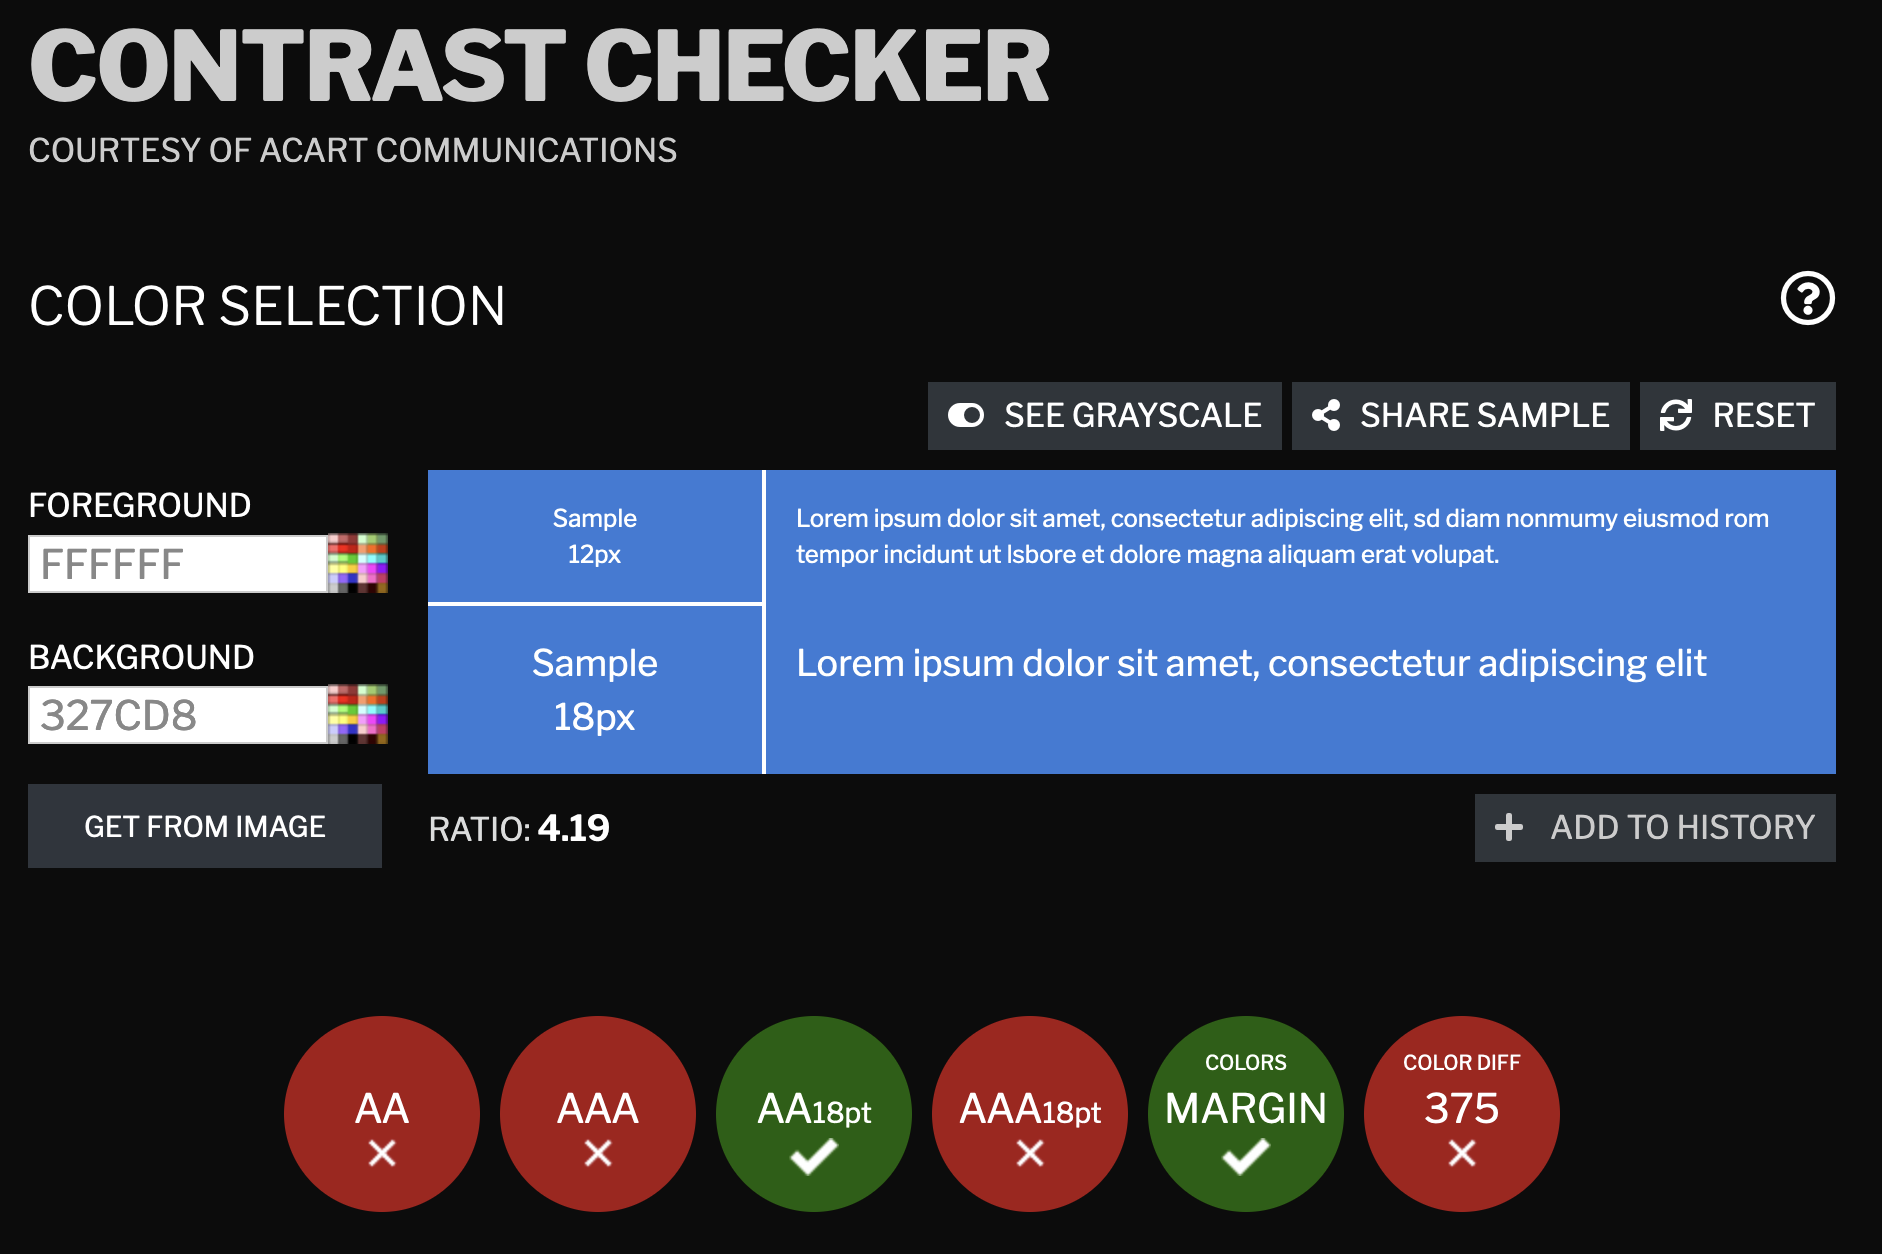 CONTRAST CHECKER
COURTESY OF ACART COMMUNICATIONS
COLOR SELECTION
SEE GRAYSCALE
SHARE SAMPLE
RESET
FOREGROUND
FFFFFF
BACKGROUND
327CD8
GET FROM IMAGE
Sample
12px
Lorem ipsum dolor sit amet, consectetur adipiscing elit, sd diam nonmumy eiusmod rom
tempor incidunt ut lsbore et dolore magna aliquam erat volupat.
Sample
18px
Lorem ipsum dolor sit amet, consectetur adipiscing elit
RATIO: 4.19
ADD TO HISTORY
AA
AAA
AA18pt
AAA18pt
COLORS
MARGIN
COLOR DIFF
375